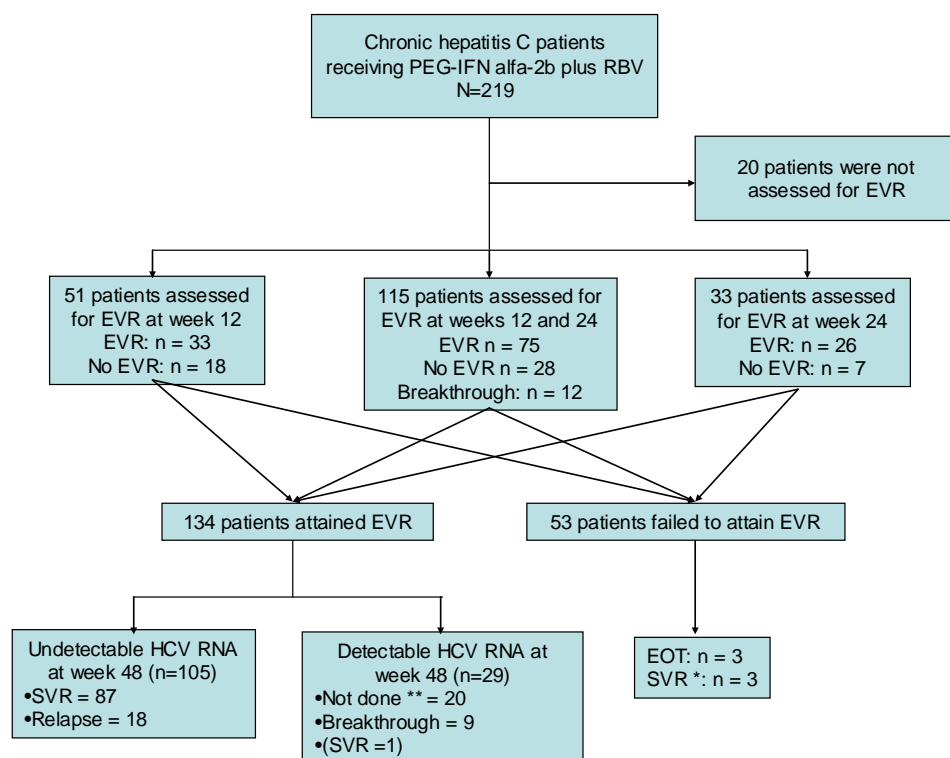 Chronic hepatitis C patients
receiving PEG-IFN alfa-2b plus RBV
N=219
20 patients were not
assessed for EVR
51 patients assessed
for EVR at week 12
EVR: n = 33
No EVR: n = 18
115 patients assessed for
EVR at weeks 12 and 24
EVR n = 75
No EVR n = 28
Breakthrough: n = 12
33 patients assessed
for EVR at week 24
EVR: n = 26
No EVR: n = 7
134 patients attained EVR
53 patients failed to attain EVR
Undetectable HCV RNA
at week 48 (n=105)
•SVR = 87
•Relapse = 18
Detectable HCV RNA at
week 48 (n=29)
•Not done ** = 20
•Breakthrough = 9
•(SVR =1)
EOT: n = 3
SVR *: n = 3